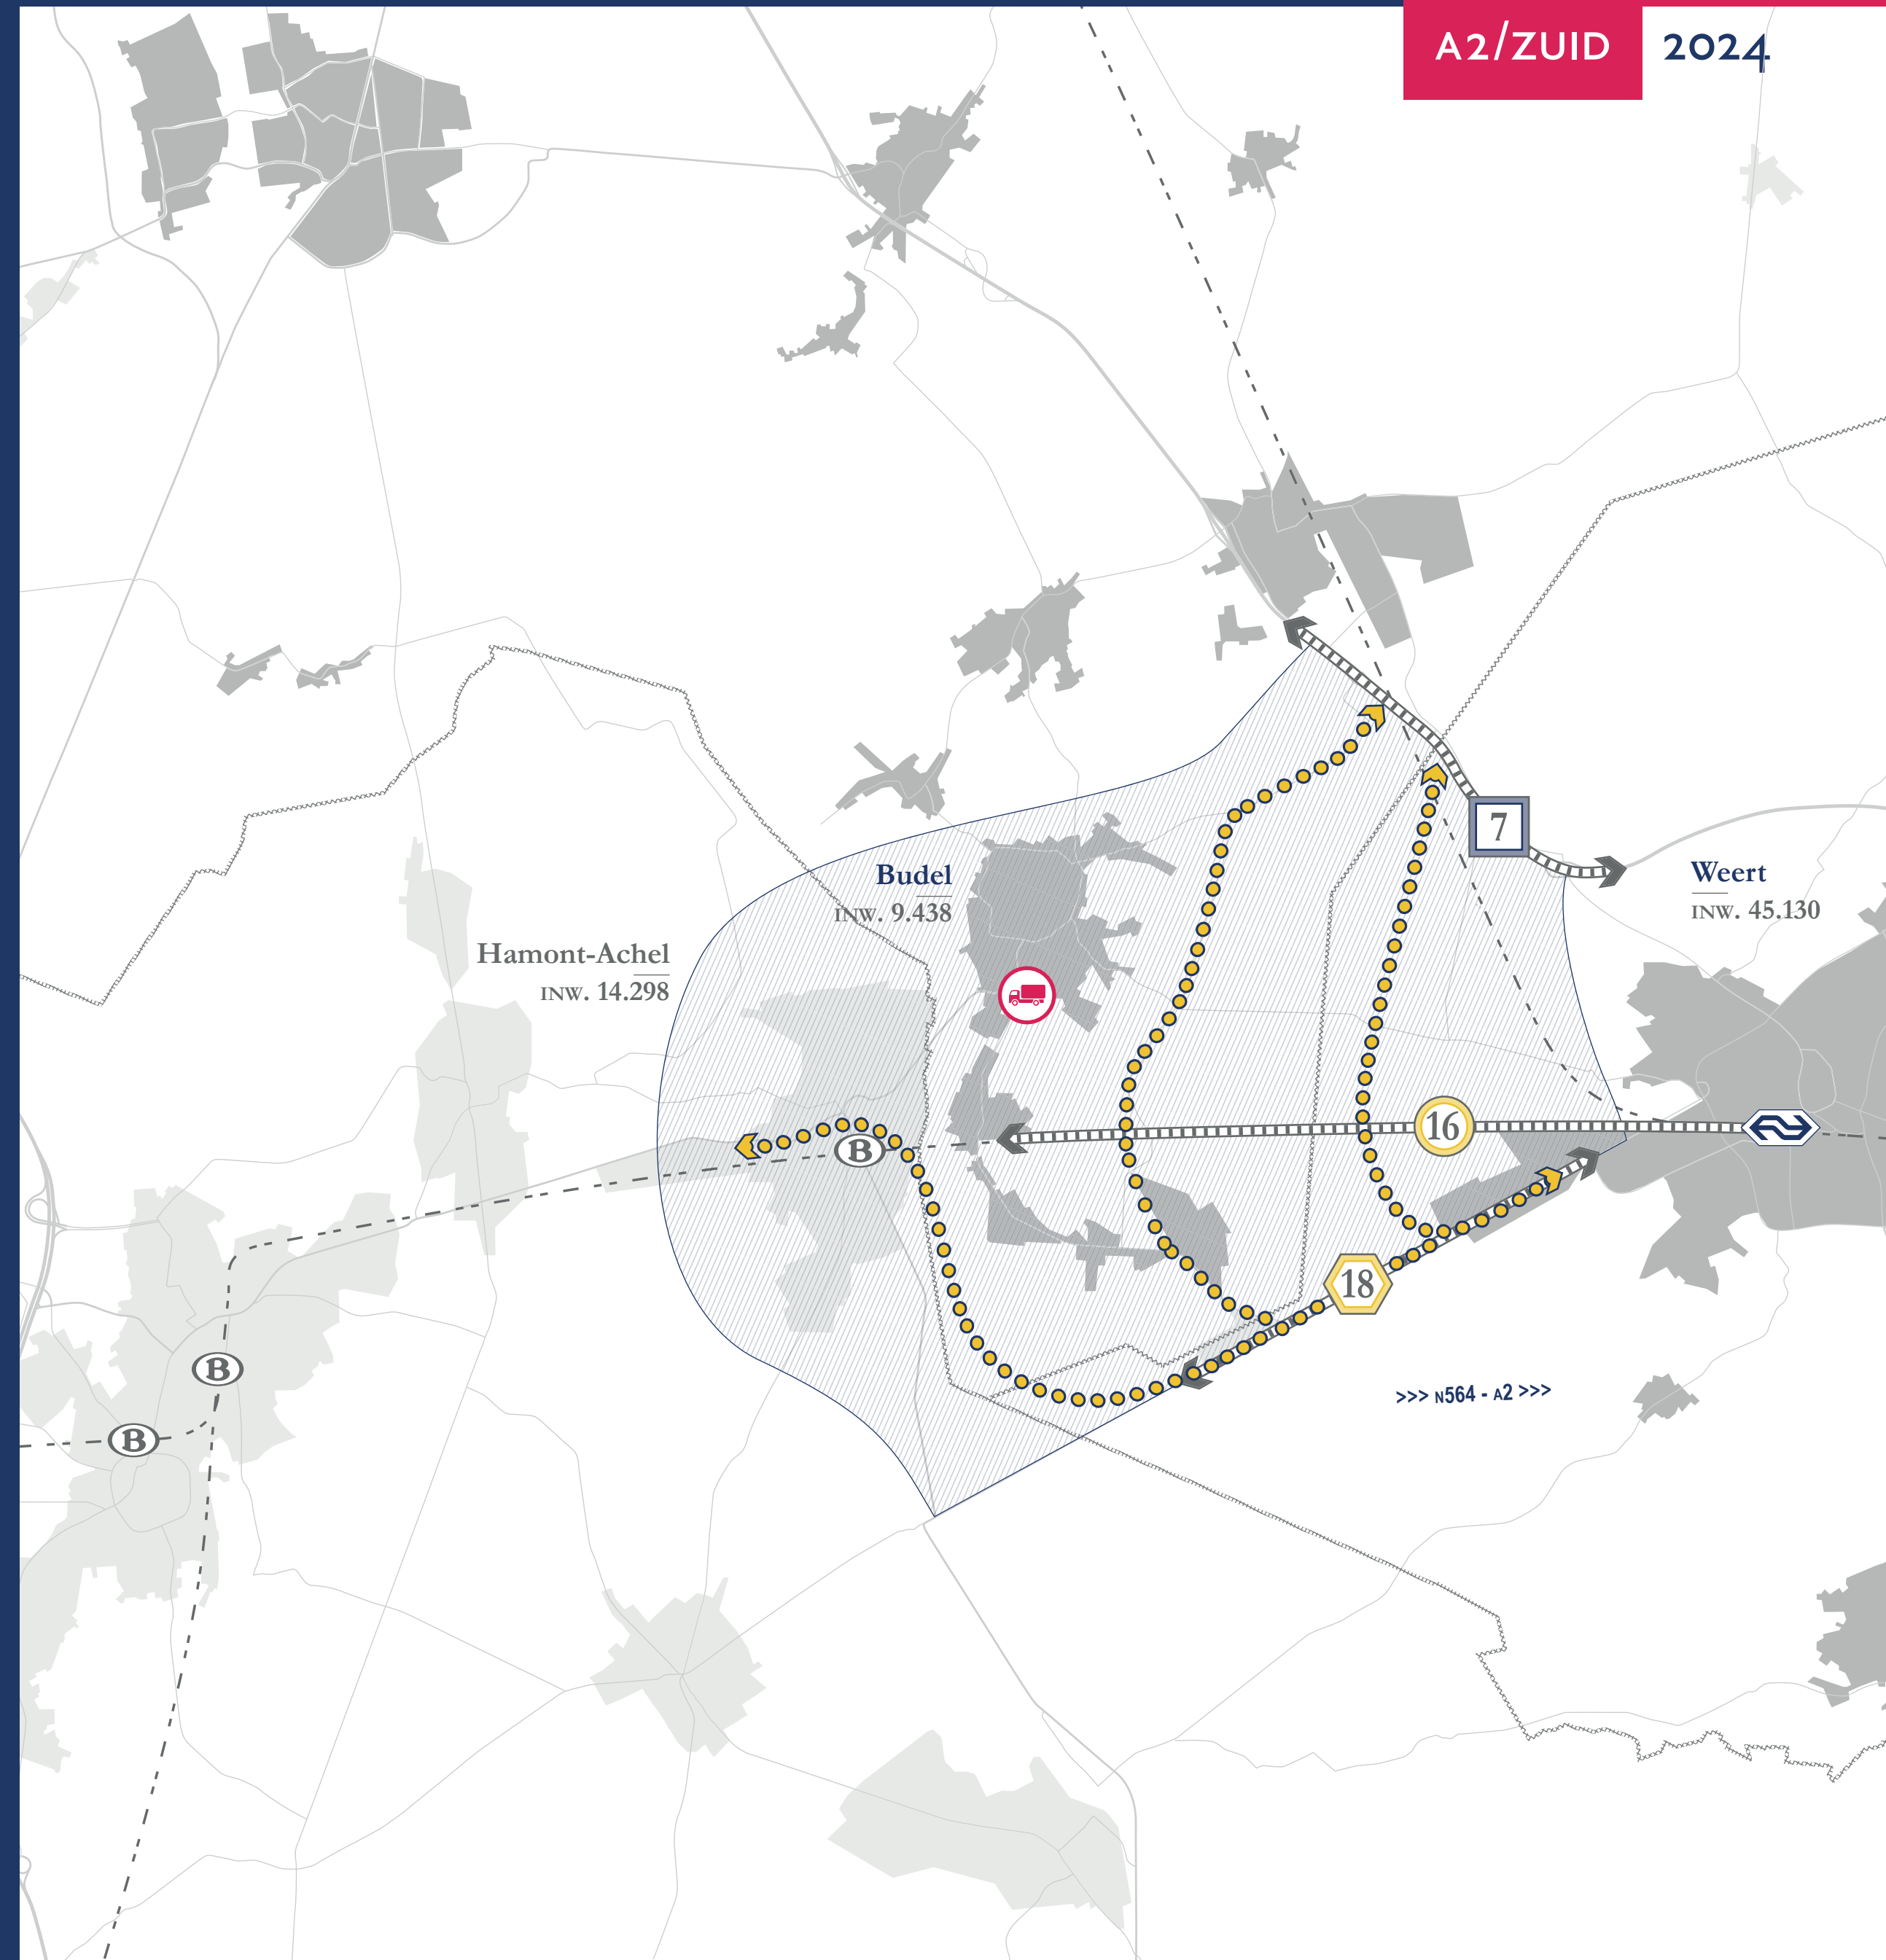 A2/ZUID
2024
7
Budel
INW. 9.438
Weert
INW. 45.130
Hamont-Achel
INW. 14.298
16
B
18
B
>>> N564 - A2 >>>
B